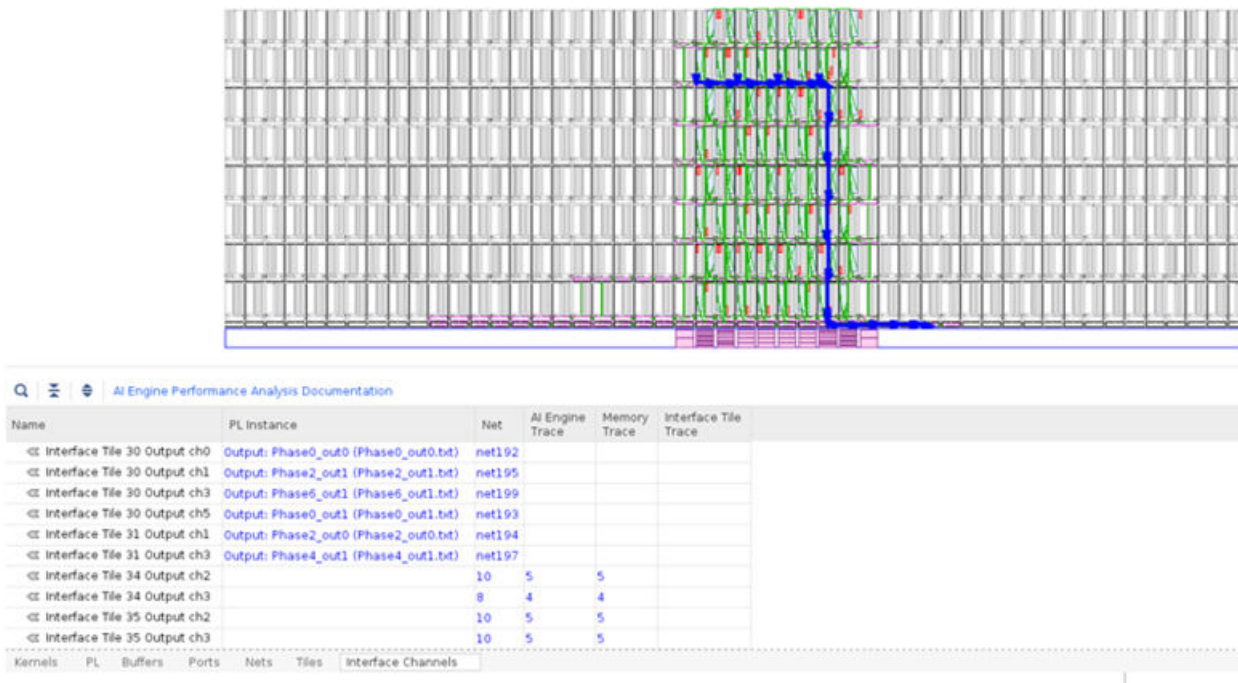 AI Engine Performance Analysis Documentation
Name PL Instance Net AI Engine Trace Memory Trace Interface Tile Trace
Interface Tile 30 Output ch0 Output: Phase0_out0 (Phase0_out0.txt) net192
Interface Tile 30 Output ch1 Output: Phase2_out1 (Phase2_out1.txt) net195
Interface Tile 30 Output ch3 Output: Phase6_out1 (Phase6_out1.txt) net199
Interface Tile 30 Output ch5 Output: Phase0_out1 (Phase0_out1.txt) net193
Interface Tile 31 Output ch1 Output: Phase2_out0 (Phase2_out0.txt) net194
Interface Tile 31 Output ch3 Output: Phase4_out1 (Phase4_out1.txt) net197
Interface Tile 34 Output ch2 10 5 5
Interface Tile 34 Output ch3 8 4 4
Interface Tile 35 Output ch2 10 5 5
Interface Tile 35 Output ch3 10 5 5
Kernels PL Buffers Ports Nets Tiles Interface Channels